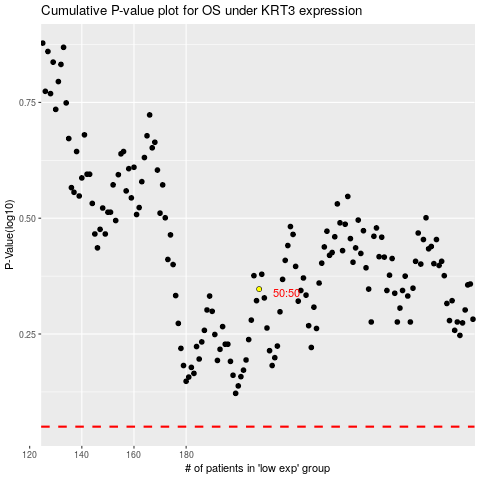 Cumulative P-value plot for OS under KRT3 expression
P-Value(log10)
0.75
0.50
0.25
50:50
120 140 160 180
# of patients in 'low exp' group